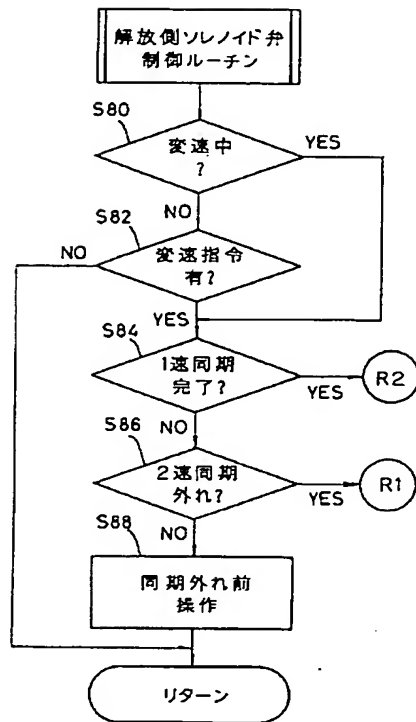 解放側ソレノイド弁
制御ルーチン
S80
変速中
?
YES
NO
S82
NO
変速指令
有?
YES
S84
1速同期
完了?
YES
R2
NO
S86
2速同期
外れ?
YES
R1
NO
S88
同期外れ前
操作
リターン